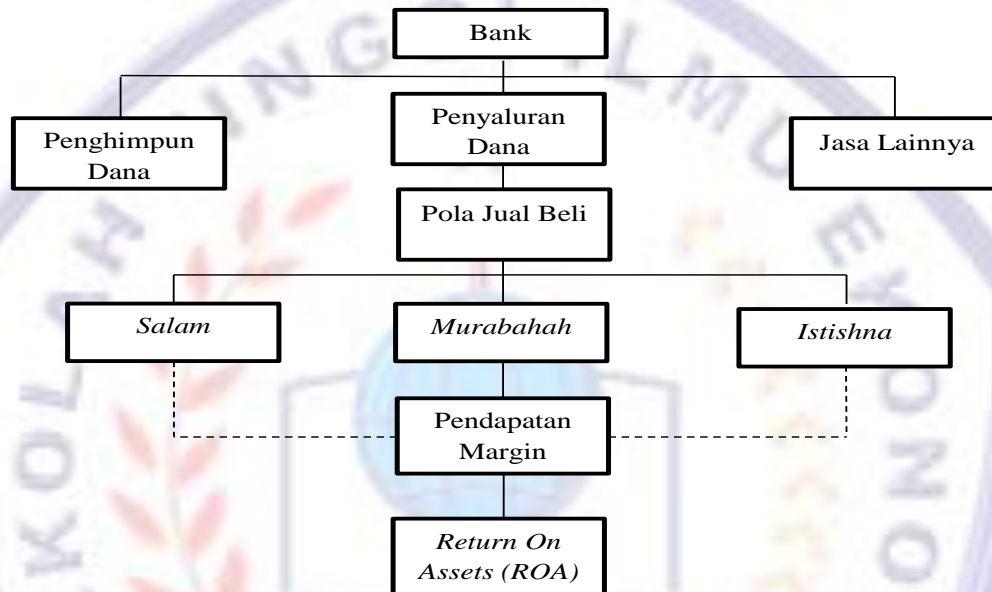 Bank
Penghimpun
Dana
Penyaluran
Dana
Jasa Lainnya
Pola Jual Beli
Salam
Murabahah
Istishna
Pendapatan
Margin
Return On
Assets (ROA)